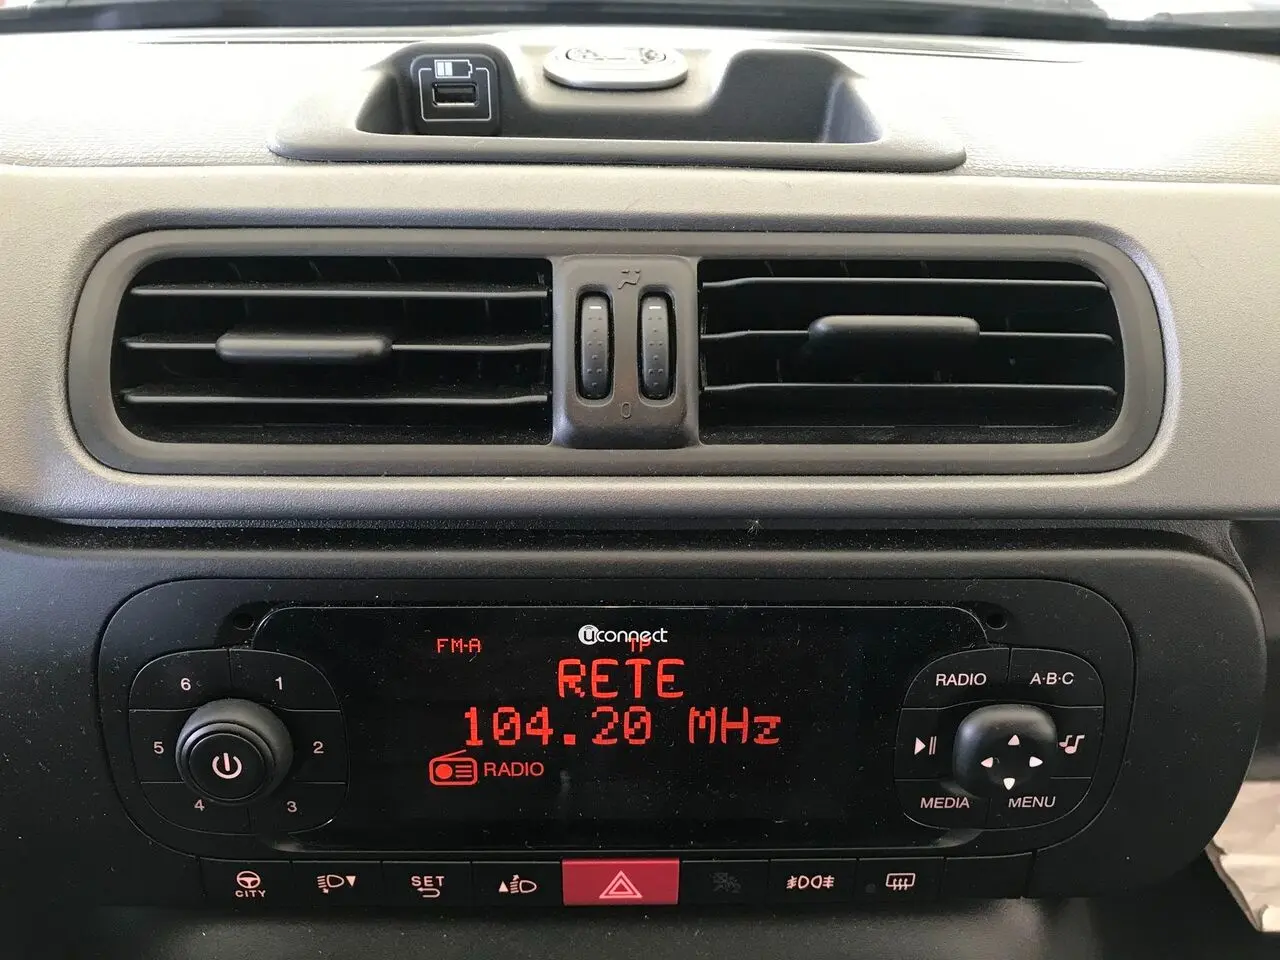 0
uconnect
FM-A TP
RETE
104.20 MHz
RADIO
6 1
5 2
4 3
RADIO A·B·C
MEDIA MENU
CITY
SET